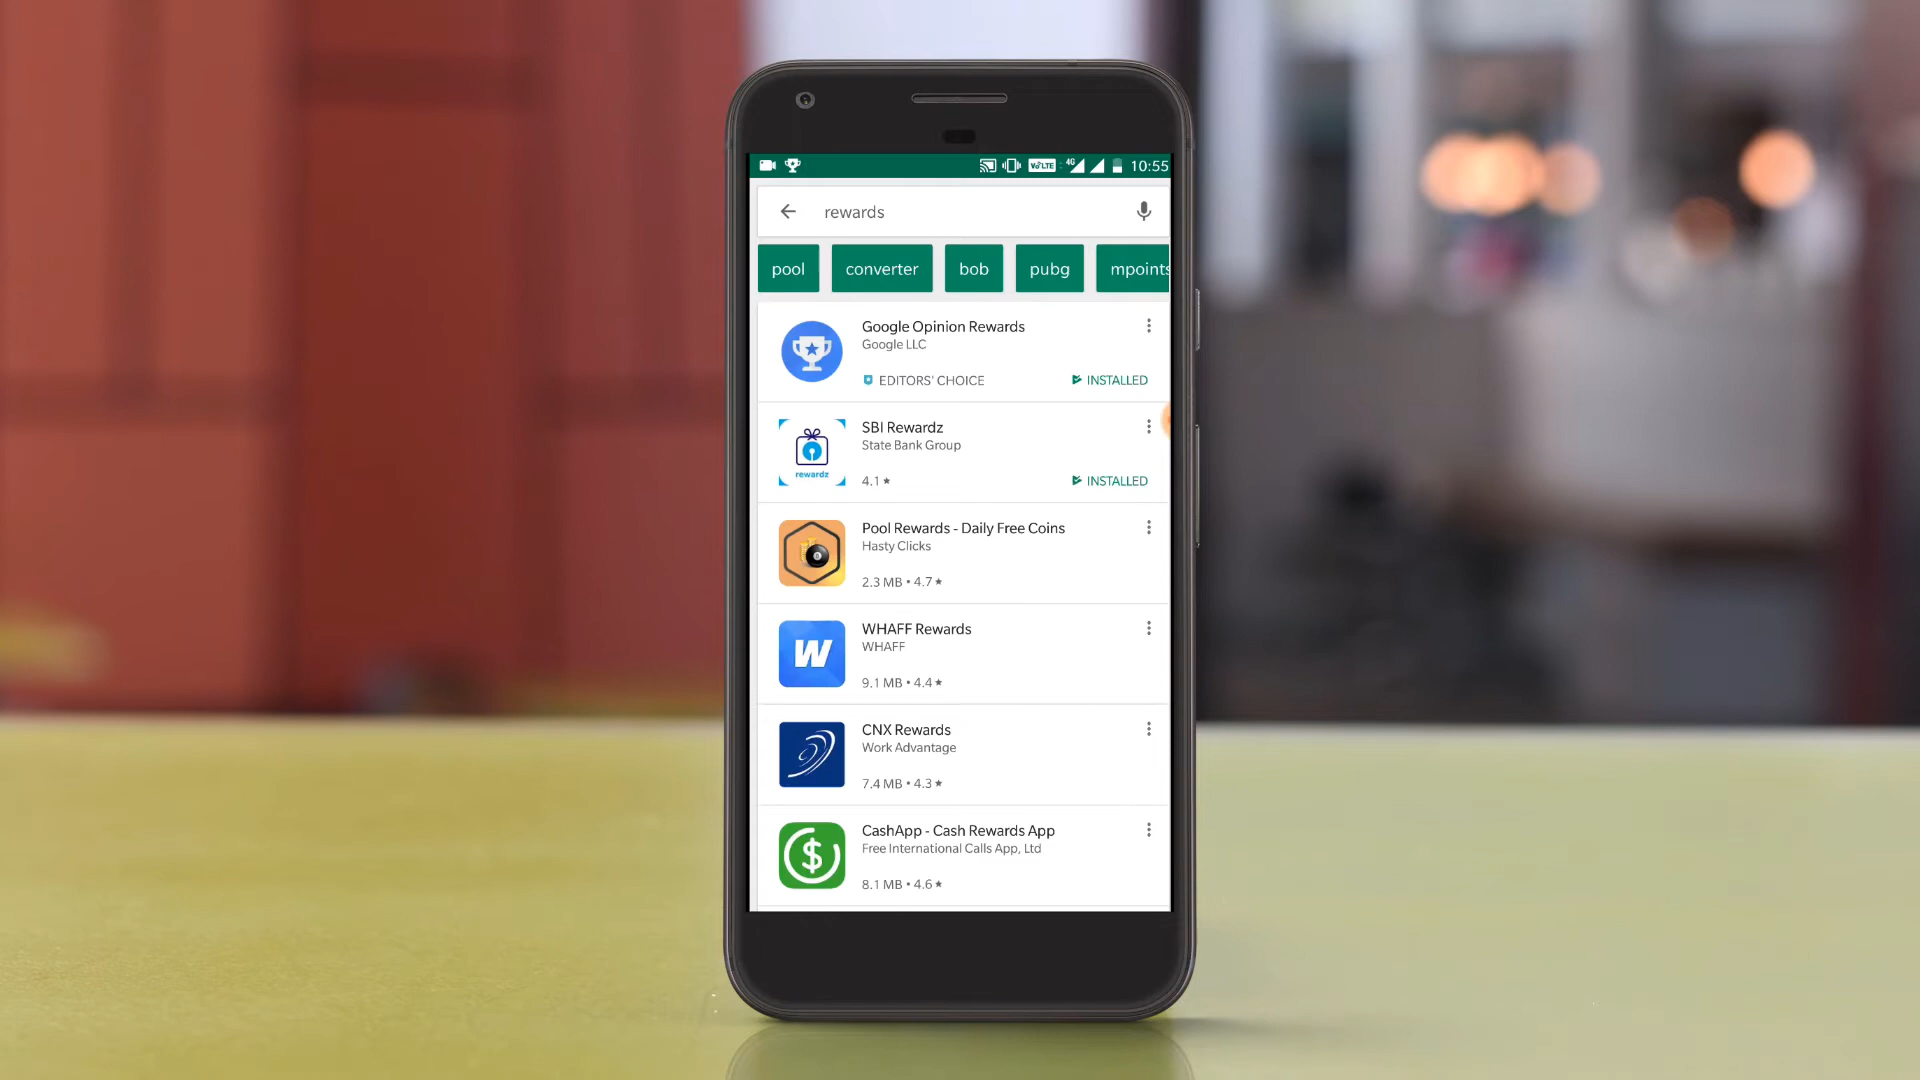 VoLTE 4G 10:55
rewards
pool converter bob pubg mpoints
Google Opinion Rewards
Google LLC
EDITORS' CHOICE INSTALLED
SBI Rewardz
State Bank Group
rewardz
4.1 ★ INSTALLED
Pool Rewards - Daily Free Coins
Hasty Clicks
2.3 MB • 4.7 ★
WHAFF Rewards
WHAFF
W
9.1 MB • 4.4 ★
CNX Rewards
Work Advantage
7.4 MB • 4.3 ★
CashApp - Cash Rewards App
Free International Calls App, Ltd
$
8.1 MB • 4.6 ★